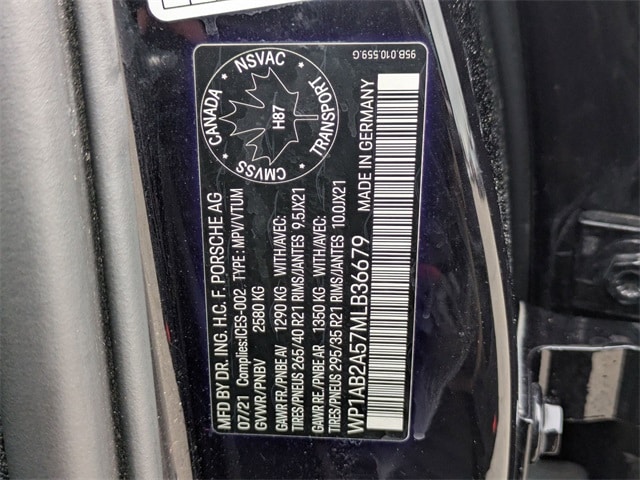 MFD BY DR. ING. H.C. F. PORSCHE AG
07/21 Complies:ICES-002 TYPE: MPV/VTUM
GVWR/PNBV 2680 KG
GAWR FR./PNBE AV 1290 KG WITH/AVEC:
TIRES/PNEUS 265/40 R21 RIMS/JANTES 9.5JX21
GAWR RE./PNBE AR 1350 KG WITH/AVEC:
TIRES/PNEUS 295/35 R21 RIMS/JANTES 10.0JX21
WP1AB2A57MLB36679
MADE IN GERMANY
CANADA
NSVAC
TRANSPORT
CMVSS
H87
95B.010.559.G